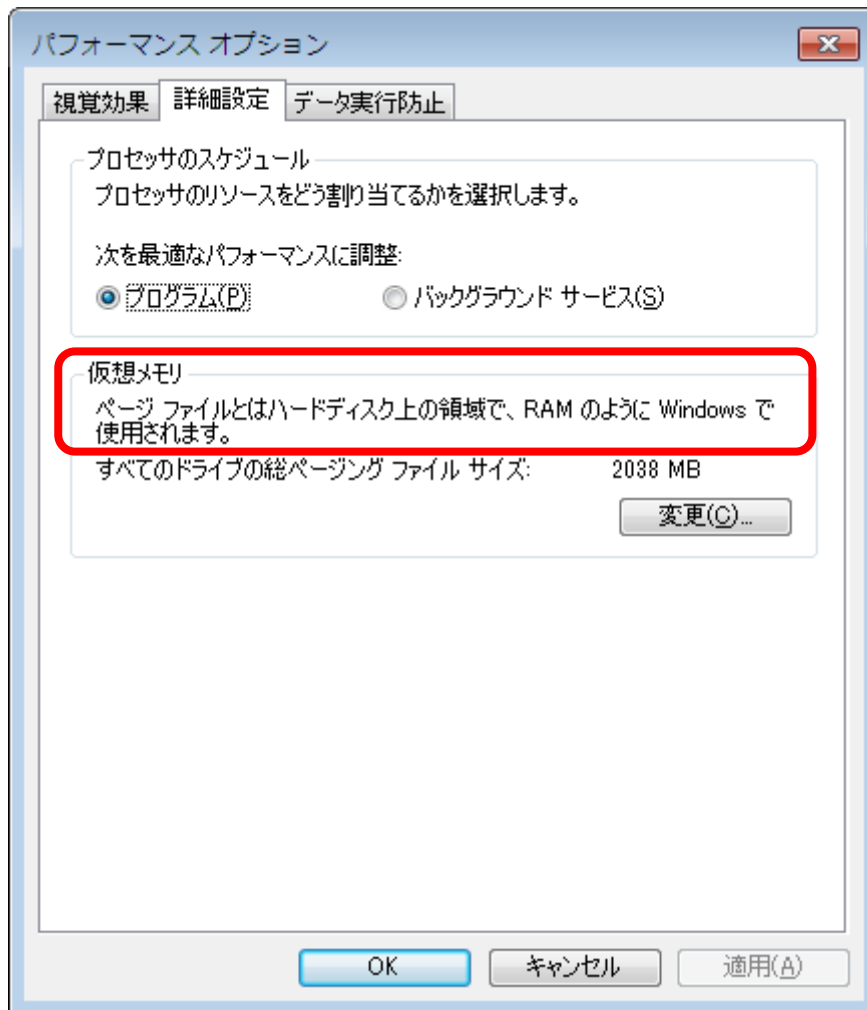 パフォーマンス オプション
視覚効果 詳細設定 データ実行防止
プロセッサのスケジュール
プロセッサのリソースをどう割り当てるかを選択します。
次を最適なパフォーマンスに調整:
プログラム(P) バックグラウンド サービス(S)
仮想メモリ
ページ ファイルとはハードディスク上の領域で、RAM のように Windows で
使用されます。
すべてのドライブの総ページング ファイル サイズ: 2038 MB
変更(C)...
OK キャンセル 適用(A)